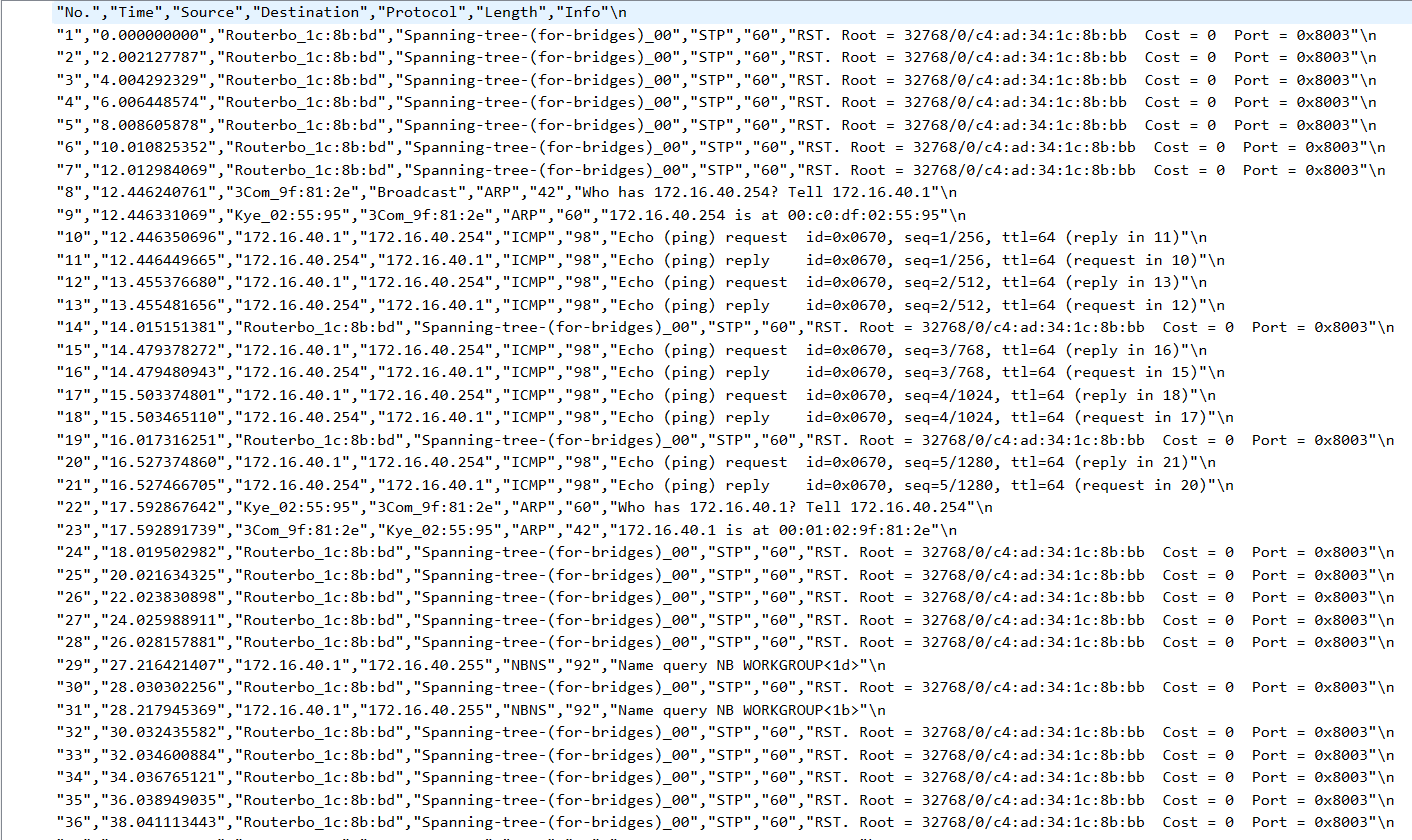 "No.","Time","Source","Destination","Protocol","Length","Info"\n
"1","0.000000000","Routerbo_1c:8b:bd","Spanning-tree-(for-bridges)_00","STP","60","RST. Root = 32768/0/c4:ad:34:1c:8b:bb  Cost = 0  Port = 0x8003"\n
"2","2.002127787","Routerbo_1c:8b:bd","Spanning-tree-(for-bridges)_00","STP","60","RST. Root = 32768/0/c4:ad:34:1c:8b:bb  Cost = 0  Port = 0x8003"\n
"3","4.004292329","Routerbo_1c:8b:bd","Spanning-tree-(for-bridges)_00","STP","60","RST. Root = 32768/0/c4:ad:34:1c:8b:bb  Cost = 0  Port = 0x8003"\n
"4","6.006448574","Routerbo_1c:8b:bd","Spanning-tree-(for-bridges)_00","STP","60","RST. Root = 32768/0/c4:ad:34:1c:8b:bb  Cost = 0  Port = 0x8003"\n
"5","8.008605878","Routerbo_1c:8b:bd","Spanning-tree-(for-bridges)_00","STP","60","RST. Root = 32768/0/c4:ad:34:1c:8b:bb  Cost = 0  Port = 0x8003"\n
"6","10.010825352","Routerbo_1c:8b:bd","Spanning-tree-(for-bridges)_00","STP","60","RST. Root = 32768/0/c4:ad:34:1c:8b:bb  Cost = 0  Port = 0x8003"\n
"7","12.012984069","Routerbo_1c:8b:bd","Spanning-tree-(for-bridges)_00","STP","60","RST. Root = 32768/0/c4:ad:34:1c:8b:bb  Cost = 0  Port = 0x8003"\n
"8","12.446240761","3Com_9f:81:2e","Broadcast","ARP","42","Who has 172.16.40.254? Tell 172.16.40.1"\n
"9","12.446331069","Kye_02:55:95","3Com_9f:81:2e","ARP","60","172.16.40.254 is at 00:c0:df:02:55:95"\n
"10","12.446350696","172.16.40.1","172.16.40.254","ICMP","98","Echo (ping) request  id=0x0670, seq=1/256, ttl=64 (reply in 11)"\n
"11","12.446449665","172.16.40.254","172.16.40.1","ICMP","98","Echo (ping) reply    id=0x0670, seq=1/256, ttl=64 (request in 10)"\n
"12","13.455376680","172.16.40.1","172.16.40.254","ICMP","98","Echo (ping) request  id=0x0670, seq=2/512, ttl=64 (reply in 13)"\n
"13","13.455481656","172.16.40.254","172.16.40.1","ICMP","98","Echo (ping) reply    id=0x0670, seq=2/512, ttl=64 (request in 12)"\n
"14","14.015151381","Routerbo_1c:8b:bd","Spanning-tree-(for-bridges)_00","STP","60","RST. Root = 32768/0/c4:ad:34:1c:8b:bb  Cost = 0  Port = 0x8003"\n
"15","14.479378272","172.16.40.1","172.16.40.254","ICMP","98","Echo (ping) request  id=0x0670, seq=3/768, ttl=64 (reply in 16)"\n
"16","14.479480943","172.16.40.254","172.16.40.1","ICMP","98","Echo (ping) reply    id=0x0670, seq=3/768, ttl=64 (request in 15)"\n
"17","15.503374801","172.16.40.1","172.16.40.254","ICMP","98","Echo (ping) request  id=0x0670, seq=4/1024, ttl=64 (reply in 18)"\n
"18","15.503465110","172.16.40.254","172.16.40.1","ICMP","98","Echo (ping) reply    id=0x0670, seq=4/1024, ttl=64 (request in 17)"\n
"19","16.017316251","Routerbo_1c:8b:bd","Spanning-tree-(for-bridges)_00","STP","60","RST. Root = 32768/0/c4:ad:34:1c:8b:bb  Cost = 0  Port = 0x8003"\n
"20","16.527374860","172.16.40.1","172.16.40.254","ICMP","98","Echo (ping) request  id=0x0670, seq=5/1280, ttl=64 (reply in 21)"\n
"21","16.527466705","172.16.40.254","172.16.40.1","ICMP","98","Echo (ping) reply    id=0x0670, seq=5/1280, ttl=64 (request in 20)"\n
"22","17.592867642","Kye_02:55:95","3Com_9f:81:2e","ARP","60","Who has 172.16.40.1? Tell 172.16.40.254"\n
"23","17.592891739","3Com_9f:81:2e","Kye_02:55:95","ARP","42","172.16.40.1 is at 00:01:02:9f:81:2e"\n
"24","18.019502982","Routerbo_1c:8b:bd","Spanning-tree-(for-bridges)_00","STP","60","RST. Root = 32768/0/c4:ad:34:1c:8b:bb  Cost = 0  Port = 0x8003"\n
"25","20.021634325","Routerbo_1c:8b:bd","Spanning-tree-(for-bridges)_00","STP","60","RST. Root = 32768/0/c4:ad:34:1c:8b:bb  Cost = 0  Port = 0x8003"\n
"26","22.023830898","Routerbo_1c:8b:bd","Spanning-tree-(for-bridges)_00","STP","60","RST. Root = 32768/0/c4:ad:34:1c:8b:bb  Cost = 0  Port = 0x8003"\n
"27","24.025988911","Routerbo_1c:8b:bd","Spanning-tree-(for-bridges)_00","STP","60","RST. Root = 32768/0/c4:ad:34:1c:8b:bb  Cost = 0  Port = 0x8003"\n
"28","26.028157881","Routerbo_1c:8b:bd","Spanning-tree-(for-bridges)_00","STP","60","RST. Root = 32768/0/c4:ad:34:1c:8b:bb  Cost = 0  Port = 0x8003"\n
"29","27.216421407","172.16.40.1","172.16.40.255","NBNS","92","Name query NB WORKGROUP<1d>"\n
"30","28.030302256","Routerbo_1c:8b:bd","Spanning-tree-(for-bridges)_00","STP","60","RST. Root = 32768/0/c4:ad:34:1c:8b:bb  Cost = 0  Port = 0x8003"\n
"31","28.217945369","172.16.40.1","172.16.40.255","NBNS","92","Name query NB WORKGROUP<1b>"\n
"32","30.032435582","Routerbo_1c:8b:bd","Spanning-tree-(for-bridges)_00","STP","60","RST. Root = 32768/0/c4:ad:34:1c:8b:bb  Cost = 0  Port = 0x8003"\n
"33","32.034600884","Routerbo_1c:8b:bd","Spanning-tree-(for-bridges)_00","STP","60","RST. Root = 32768/0/c4:ad:34:1c:8b:bb  Cost = 0  Port = 0x8003"\n
"34","34.036765121","Routerbo_1c:8b:bd","Spanning-tree-(for-bridges)_00","STP","60","RST. Root = 32768/0/c4:ad:34:1c:8b:bb  Cost = 0  Port = 0x8003"\n
"35","36.038949035","Routerbo_1c:8b:bd","Spanning-tree-(for-bridges)_00","STP","60","RST. Root = 32768/0/c4:ad:34:1c:8b:bb  Cost = 0  Port = 0x8003"\n
"36","38.041113443","Routerbo_1c:8b:bd","Spanning-tree-(for-bridges)_00","STP","60","RST. Root = 32768/0/c4:ad:34:1c:8b:bb  Cost = 0  Port = 0x8003"\n